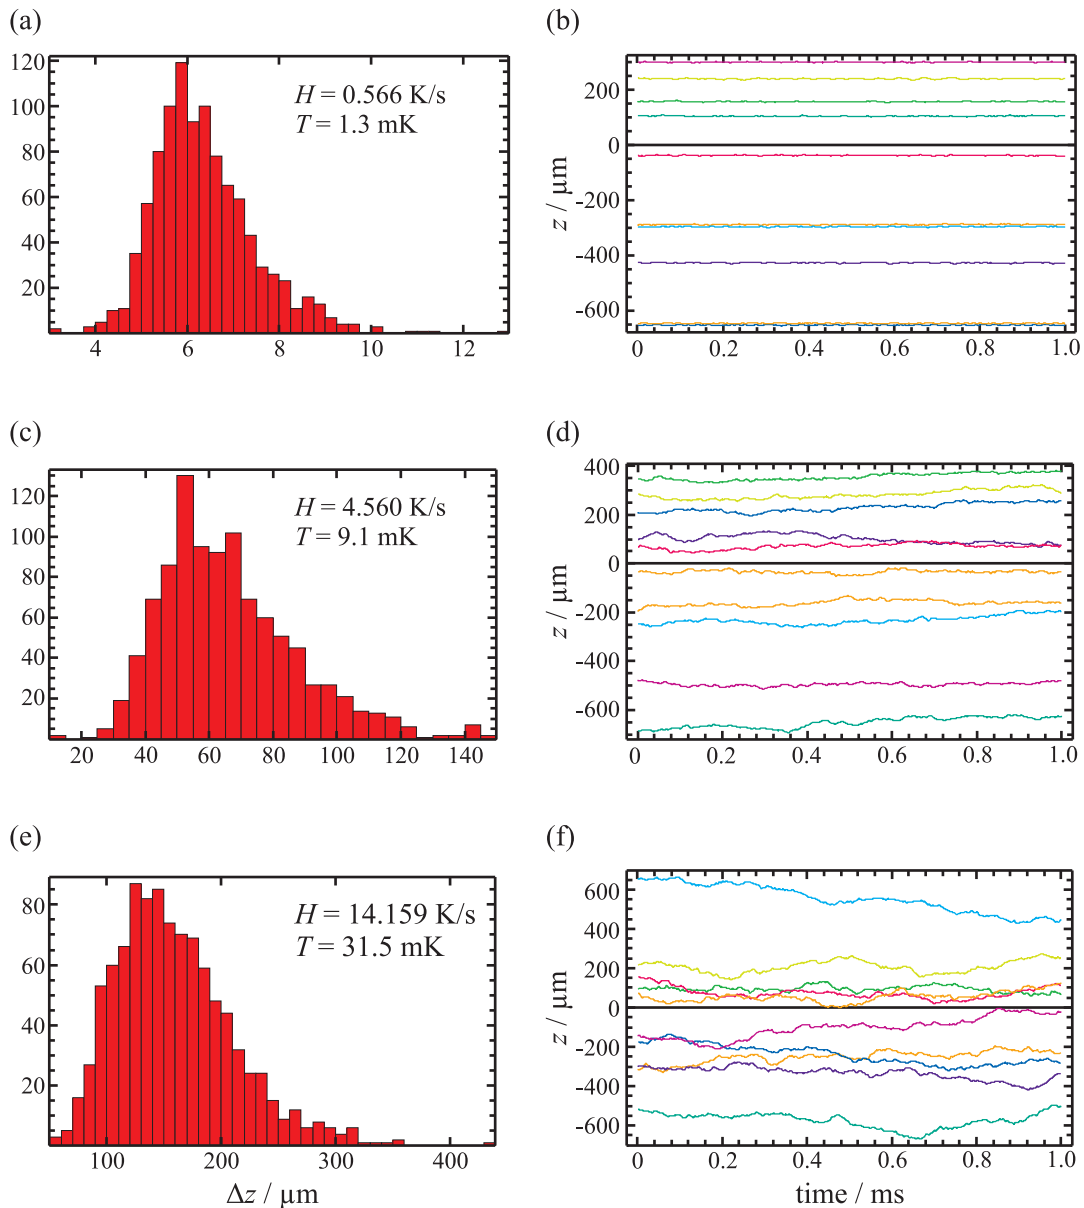 (a)
(b)
120
100
80
60
40
20
H = 0.566 K/s
T = 1.3 mK
4 6 8 10 12
z / µm
200
0
-200
-400
-600
0 0.2 0.4 0.6 0.8 1.0
(c)
(d)
120
100
80
60
40
20
H = 4.560 K/s
T = 9.1 mK
20 40 60 80 100 120 140
z / µm
400
200
0
-200
-400
-600
0 0.2 0.4 0.6 0.8 1.0
(e)
(f)
80
60
40
20
H = 14.159 K/s
T = 31.5 mK
100 200 300 400
Δz / µm
z / µm
600
400
200
0
-200
-400
-600
0 0.2 0.4 0.6 0.8 1.0
time / ms